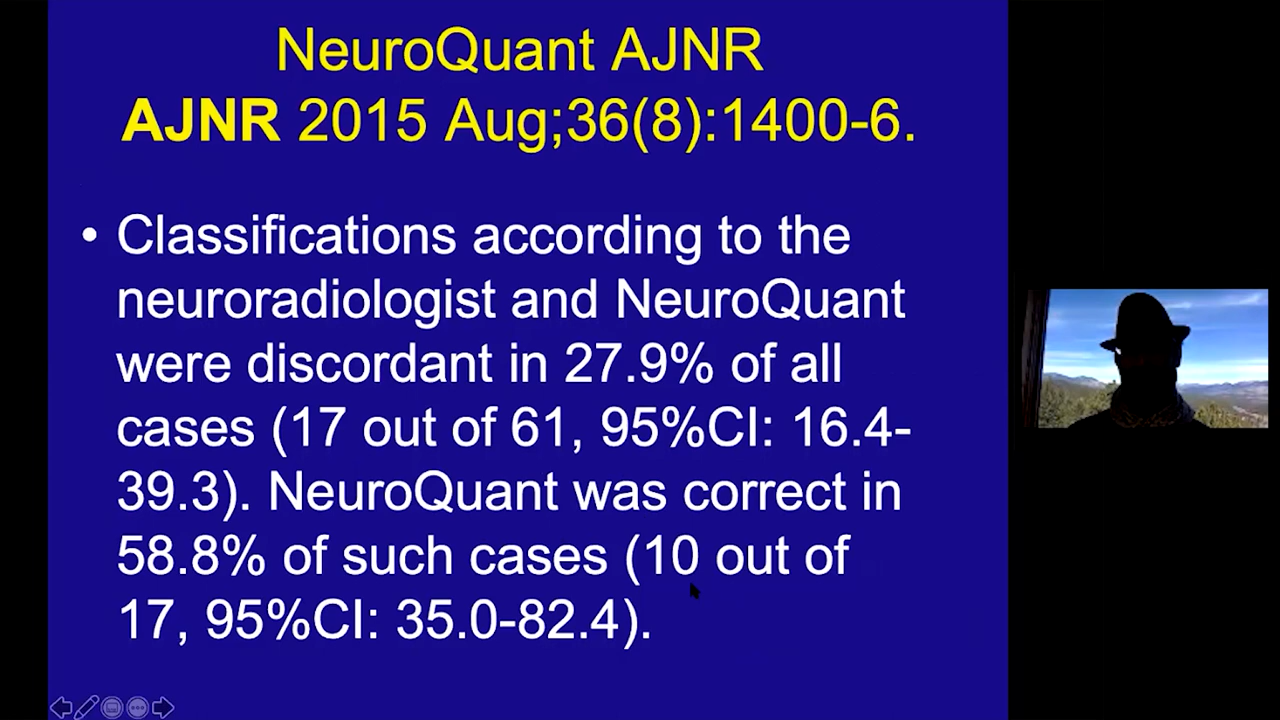 NeuroQuant AJNR
AJNR 2015 Aug;36(8):1400-6.
• Classifications according to the
neuroradiologist and NeuroQuant
were discordant in 27.9% of all
cases (17 out of 61, 95%CI: 16.4-
39.3). NeuroQuant was correct in
58.8% of such cases (10 out of
17, 95%CI: 35.0-82.4).